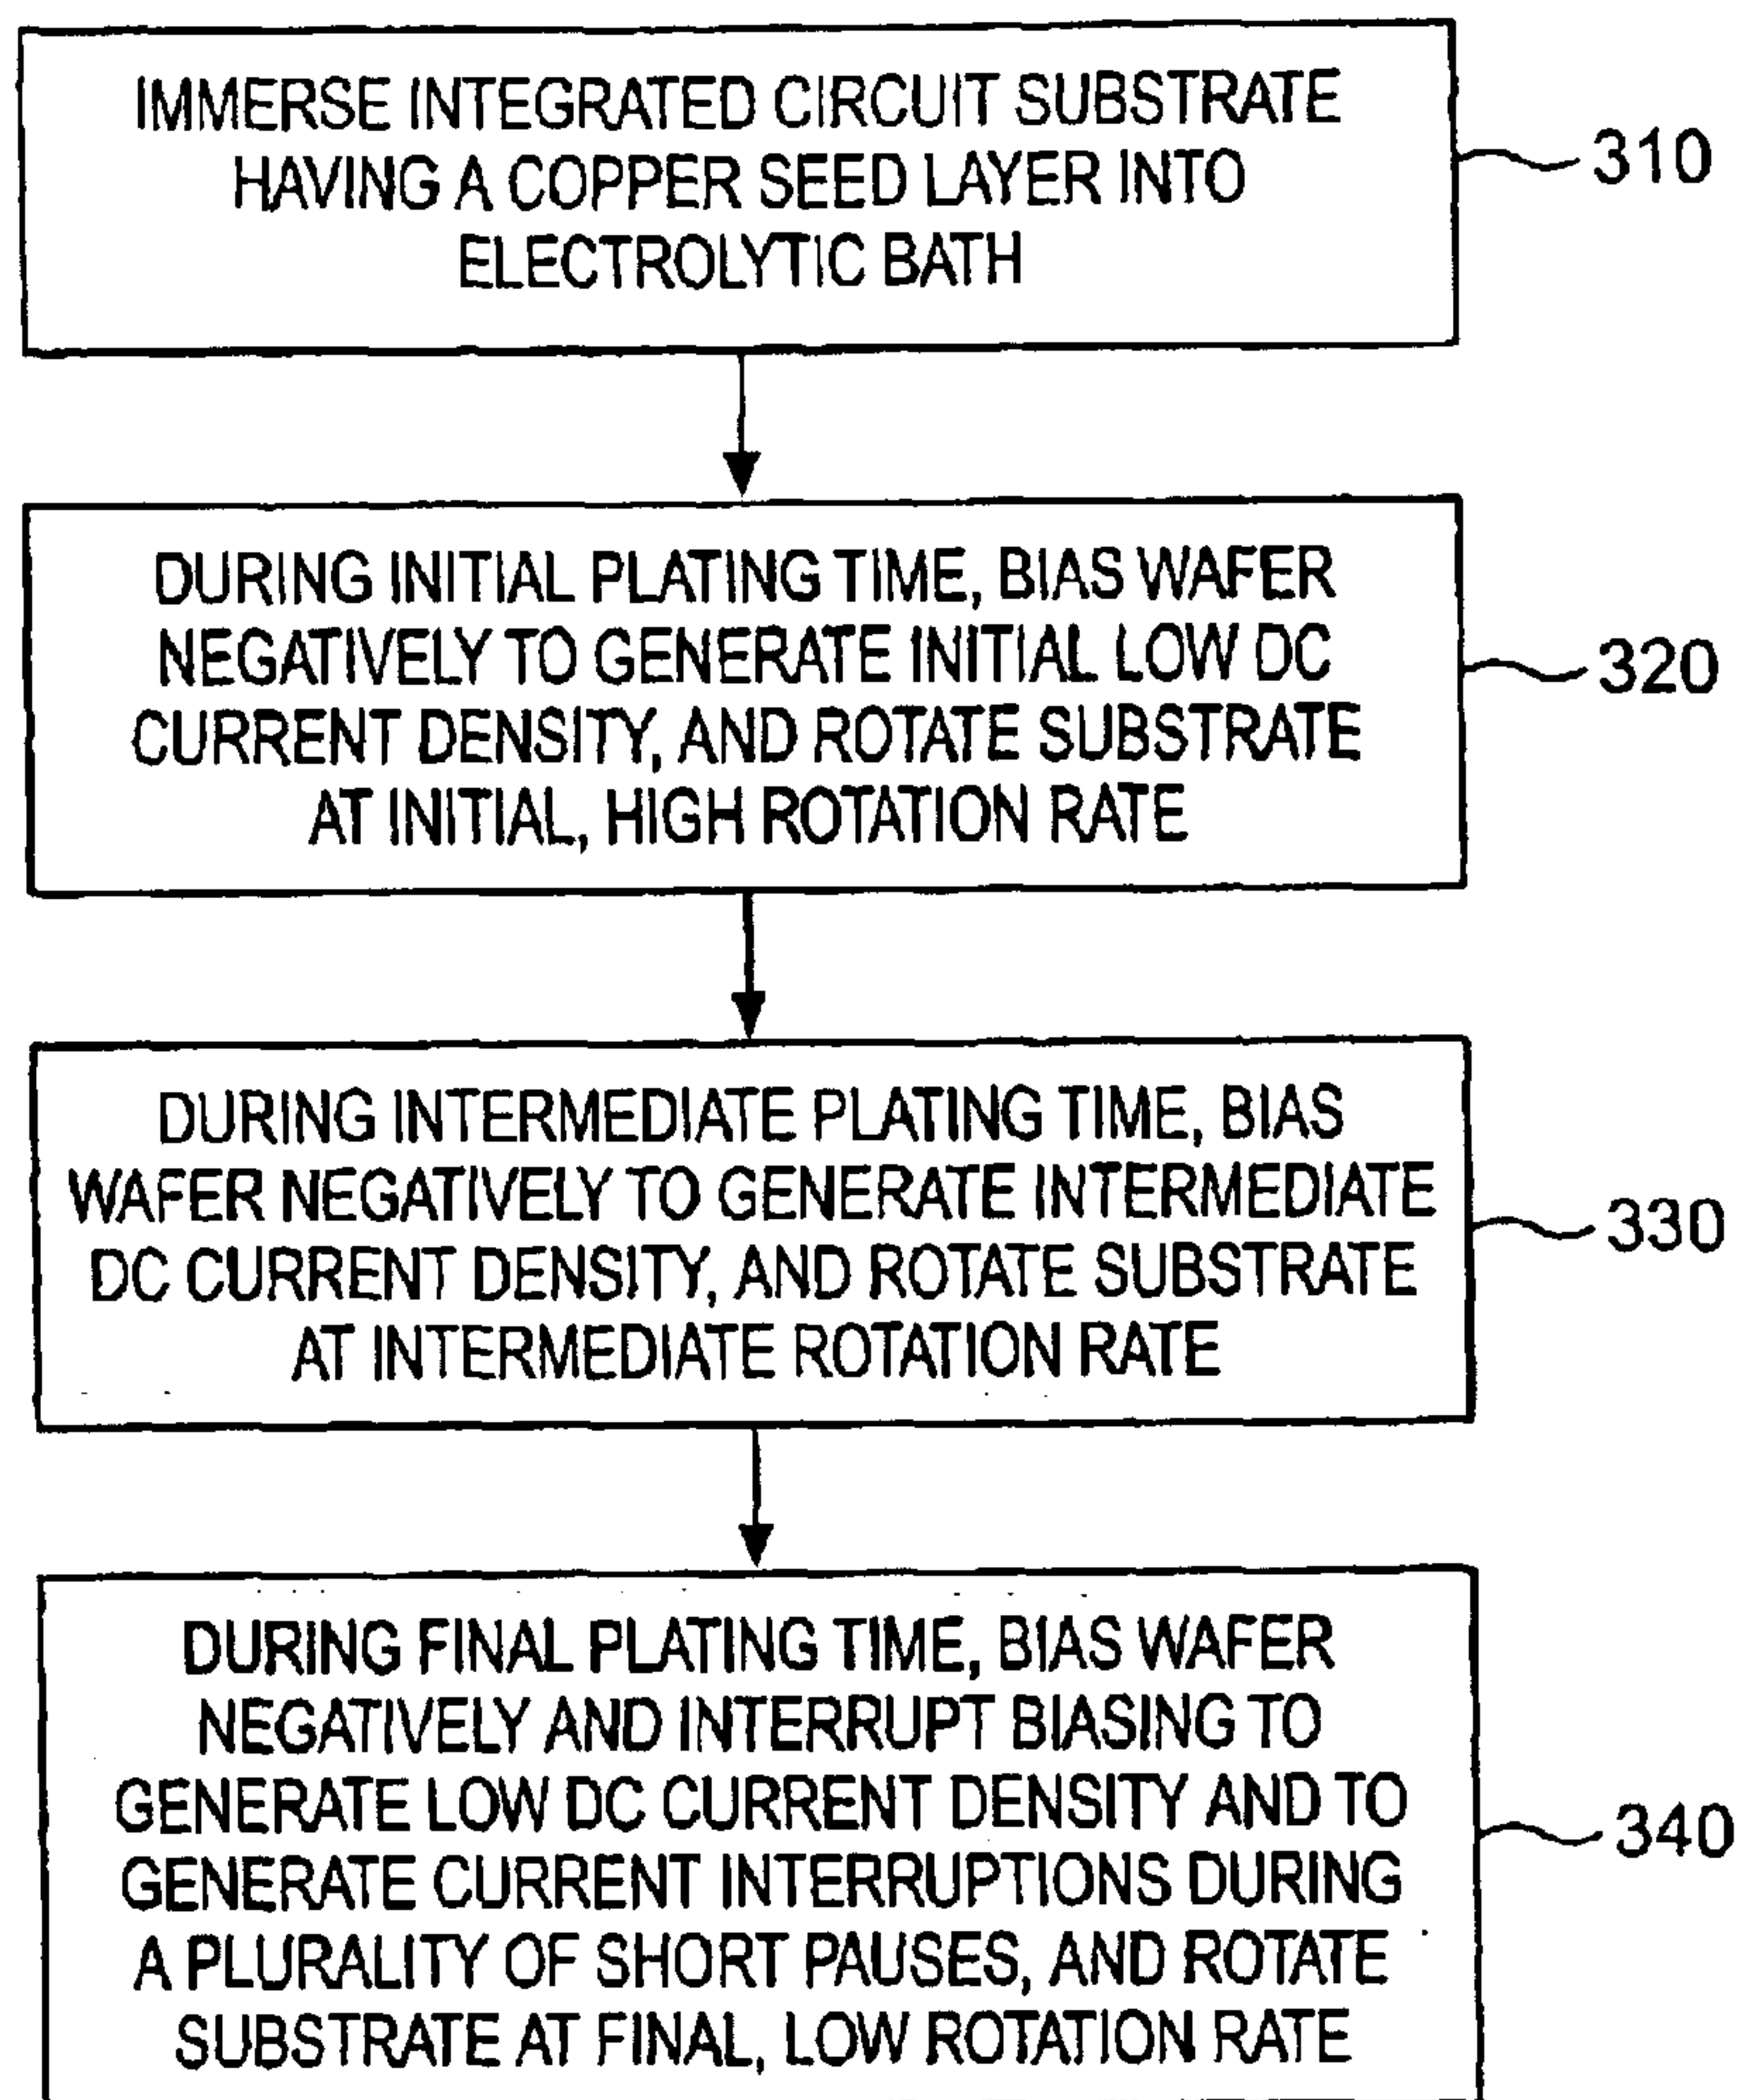 IMMERSE INTEGRATED CIRCUIT SUBSTRATE
HAVING A COPPER SEED LAYER INTO
ELECTROLYTIC BATH
310
DURING INITIAL PLATING TIME, BIAS WAFER
NEGATIVELY TO GENERATE INITIAL LOW DC
CURRENT DENSITY, AND ROTATE SUBSTRATE
AT INITIAL, HIGH ROTATION RATE
320
DURING INTERMEDIATE PLATING TIME, BIAS
WAFER NEGATIVELY TO GENERATE INTERMEDIATE
DC CURRENT DENSITY, AND ROTATE SUBSTRATE
AT INTERMEDIATE ROTATION RATE
330
DURING FINAL PLATING TIME, BIAS WAFER
NEGATIVELY AND INTERRUPT BIASING TO
GENERATE LOW DC CURRENT DENSITY AND TO
GENERATE CURRENT INTERRUPTIONS DURING
A PLURALITY OF SHORT PAUSES, AND ROTATE
SUBSTRATE AT FINAL, LOW ROTATION RATE
340